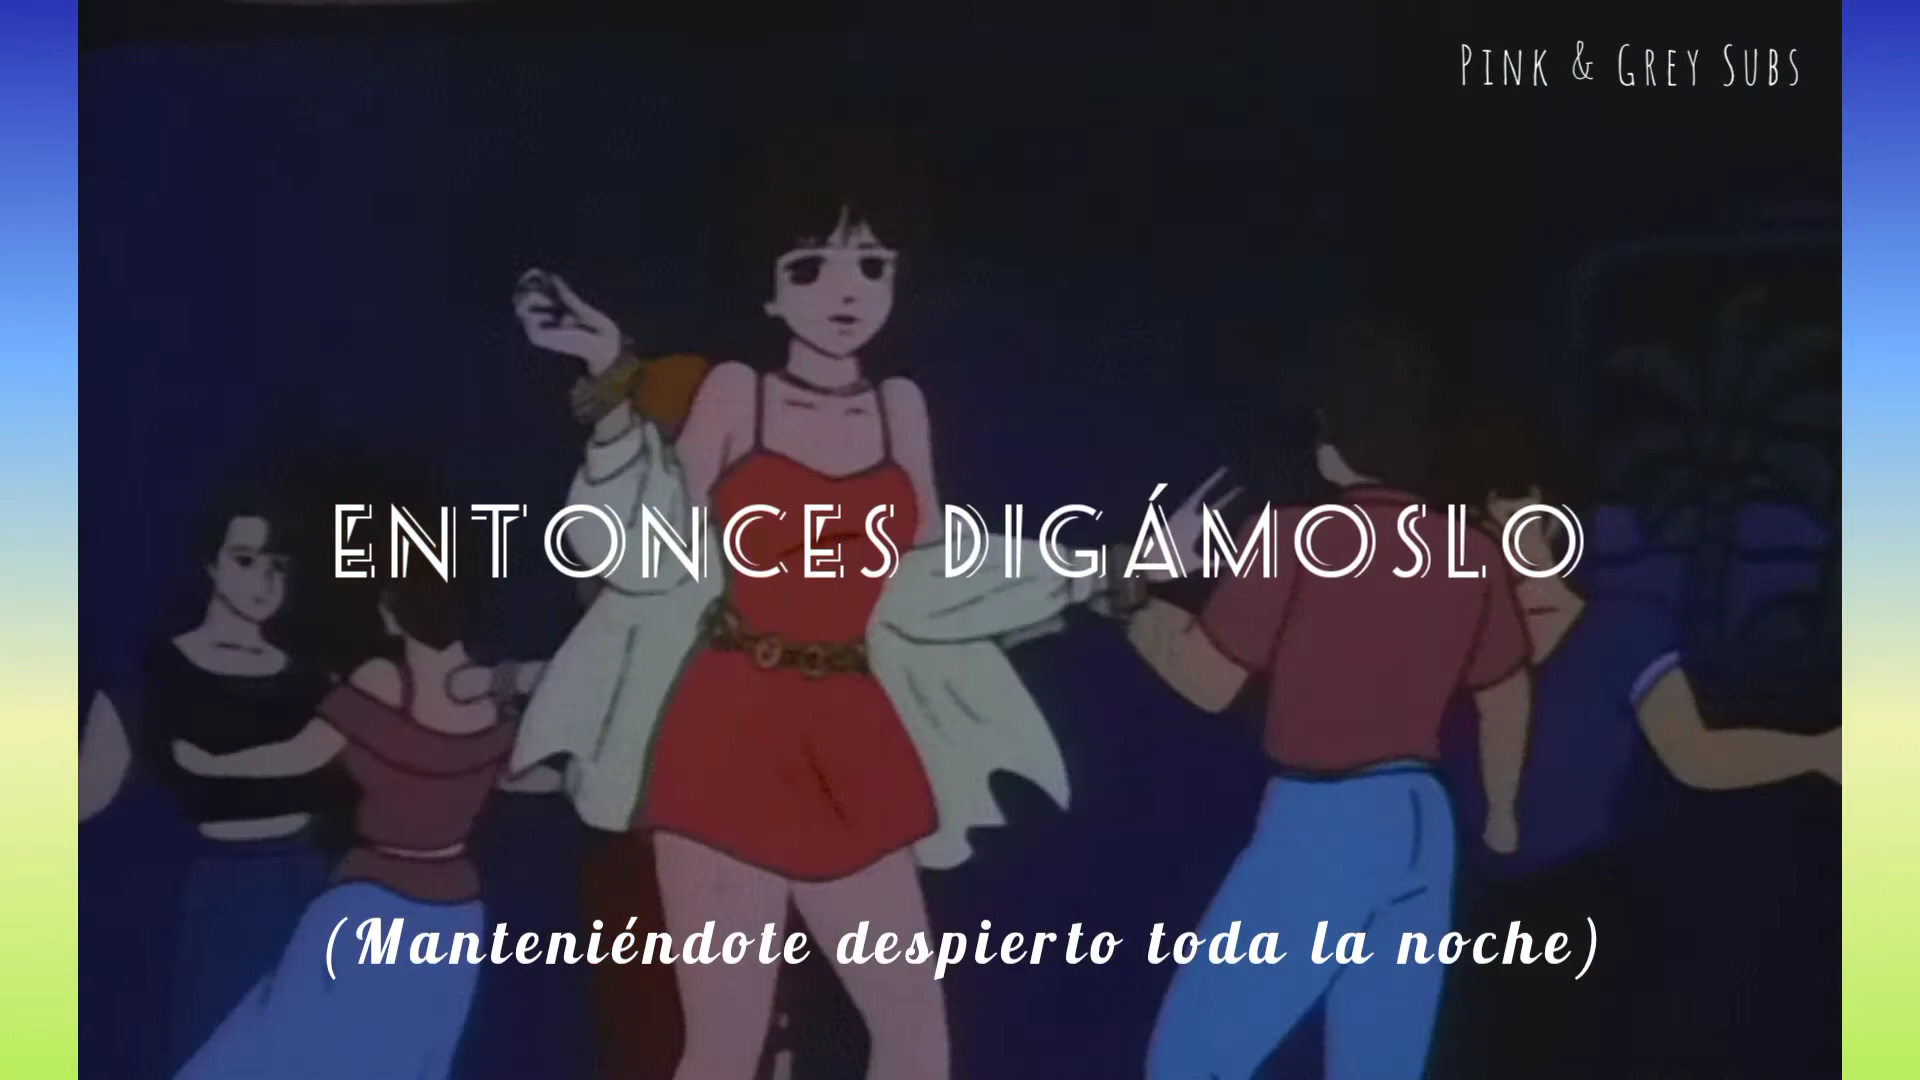 PINK & GREY SUBS
ENTONCES DIGÁMOSLO
(Manteniéndote despierto toda la noche)